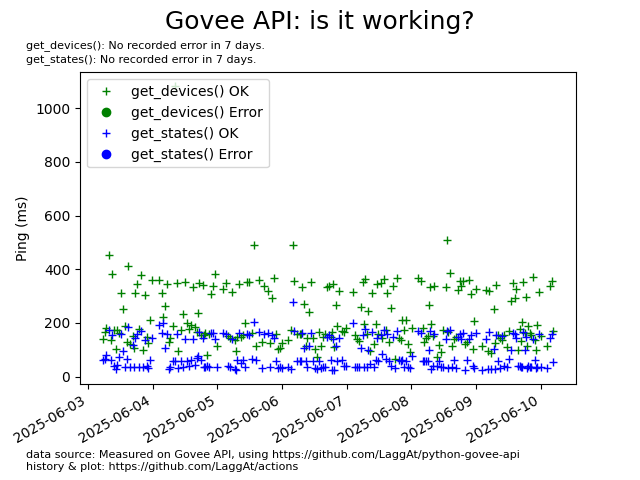 Govee API: is it working?
get_devices(): No recorded error in 7 days.
get_states(): No recorded error in 7 days.
get_devices() OK
get_devices() Error
get_states() OK
get_states() Error
Ping (ms)
1000
800
600
400
200
0
2025-06-03
2025-06-04
2025-06-05
2025-06-06
2025-06-07
2025-06-08
2025-06-09
2025-06-10
data source: Measured on Govee API, using https://github.com/LaggAt/python-govee-api
history & plot: https://github.com/LaggAt/actions